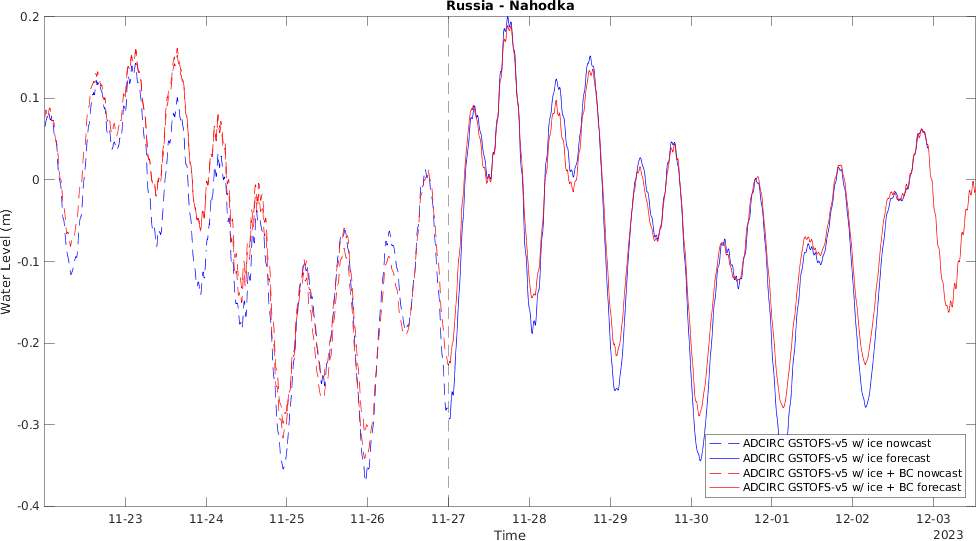 Russia - Nahodka
0.2
0.1
0
-0.1
-0.2
-0.3
-0.4
Water Level (m)
ADCIRC GSTOFS-v5 w/ ice nowcast
ADCIRC GSTOFS-v5 w/ ice forecast
ADCIRC GSTOFS-v5 w/ ice + BC nowcast
ADCIRC GSTOFS-v5 w/ ice + BC forecast
11-23 11-24 11-25 11-26 11-27 11-28 11-29 11-30 12-01 12-02 12-03
Time
2023